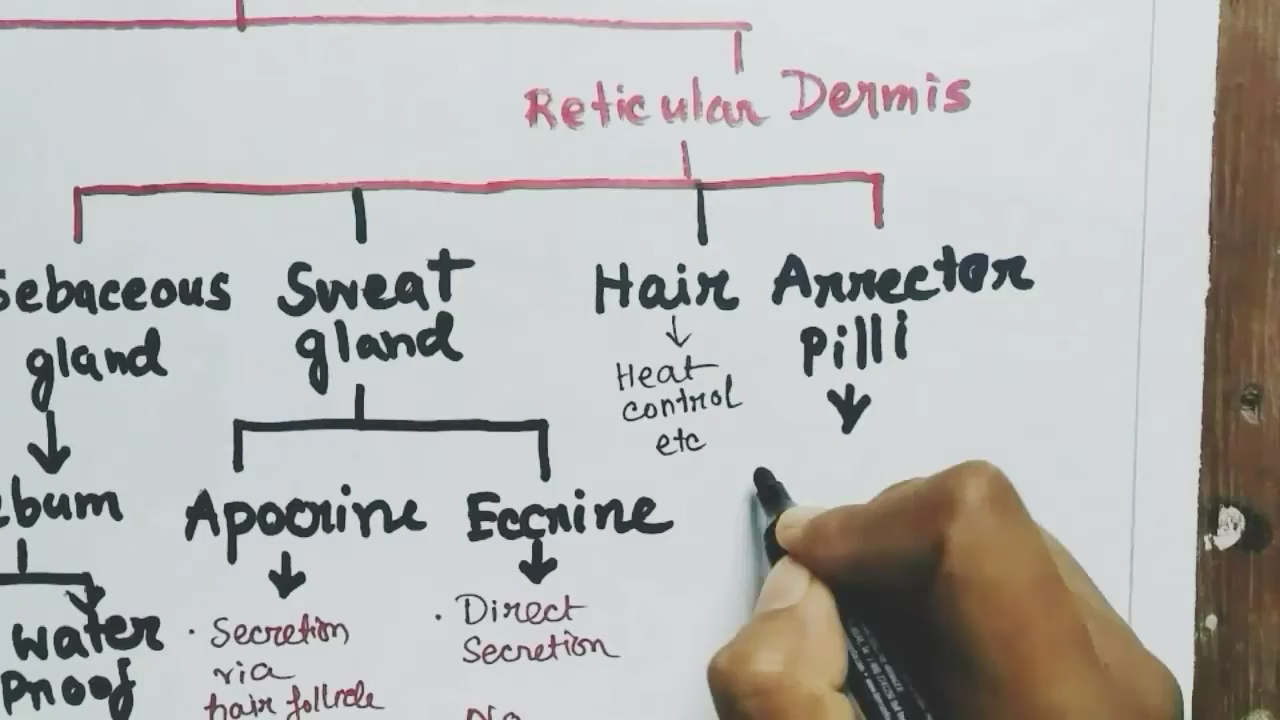 Reticular Dermis
Sebaceous
gland
Sweat
gland
Hair
Heat
control
etc
Arrector
Pilli
ebum
Apocrine
Eccrine
water
Proof
· Secretion
via
hair follicle
· Direct
Secretion
No